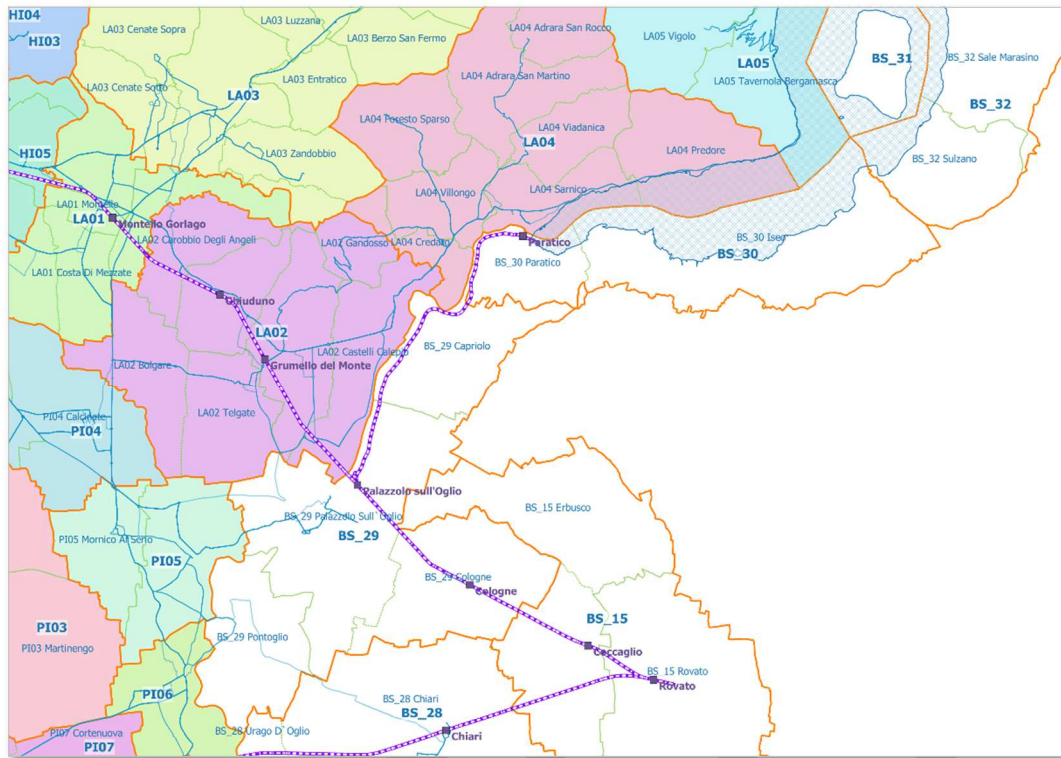 HI04
HI03
LA03 Cenate Sopra
LA03 Luzzana
LA03 Berzo San Fermo
LA04 Adrara San Rocco
LA05 Vigolo
LA05
BS_31
BS_32 Sale Marasino
LA03 Cenate Sotto
LA03 Entratico
LA03
LA04 Adrara San Martino
LA05 Tavernola Bergamasca
BS_32
LA04 Foresto Sparso
LA04 Viadanica
LA04
LA04 Predore
HI05
LA03 Zandobbio
BS_32 Sulzano
LA04 Villongo
LA04 Sarnico
LA01 Montello
LA01
Montello Gorlago
LA02 Carobbio Degli Angeli
LA02 Gandosso
LA04 Credaro
Paratico
BS_30 Iseo
BS_30
BS_30 Paratico
LA01 Costa Di Mezzate
Chiuduno
LA02
BS_29 Capriolo
LA02 Castelli Calepio
LA02 Bolgare
Grumello del Monte
PI04 Calcinate
PI04
LA02 Telgate
Palazzolo sull'Oglio
BS_15 Erbusco
BS_29 Palazzolo Sull`Oglio
BS_29
PI05 Mornico Al Serio
PI05
BS_29 Cologne
Cologne
BS_15
PI03
PI03 Martinengo
BS_29 Pontoglio
Coccaglio
BS_15 Rovato
Rovato
PI06
BS_28 Chiari
BS_28
PI07 Cortenuova
PI07
BS_28 Urago D`Oglio
Chiari